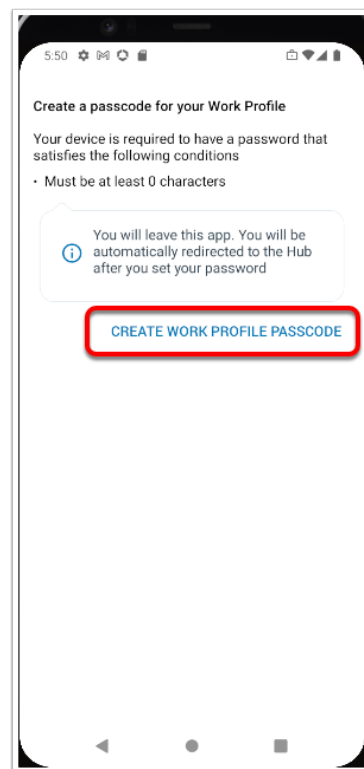 5:50
Create a passcode for your Work Profile
Your device is required to have a password that
satisfies the following conditions
· Must be at least 0 characters
You will leave this app. You will be
automatically redirected to the Hub
after you set your password
CREATE WORK PROFILE PASSCODE